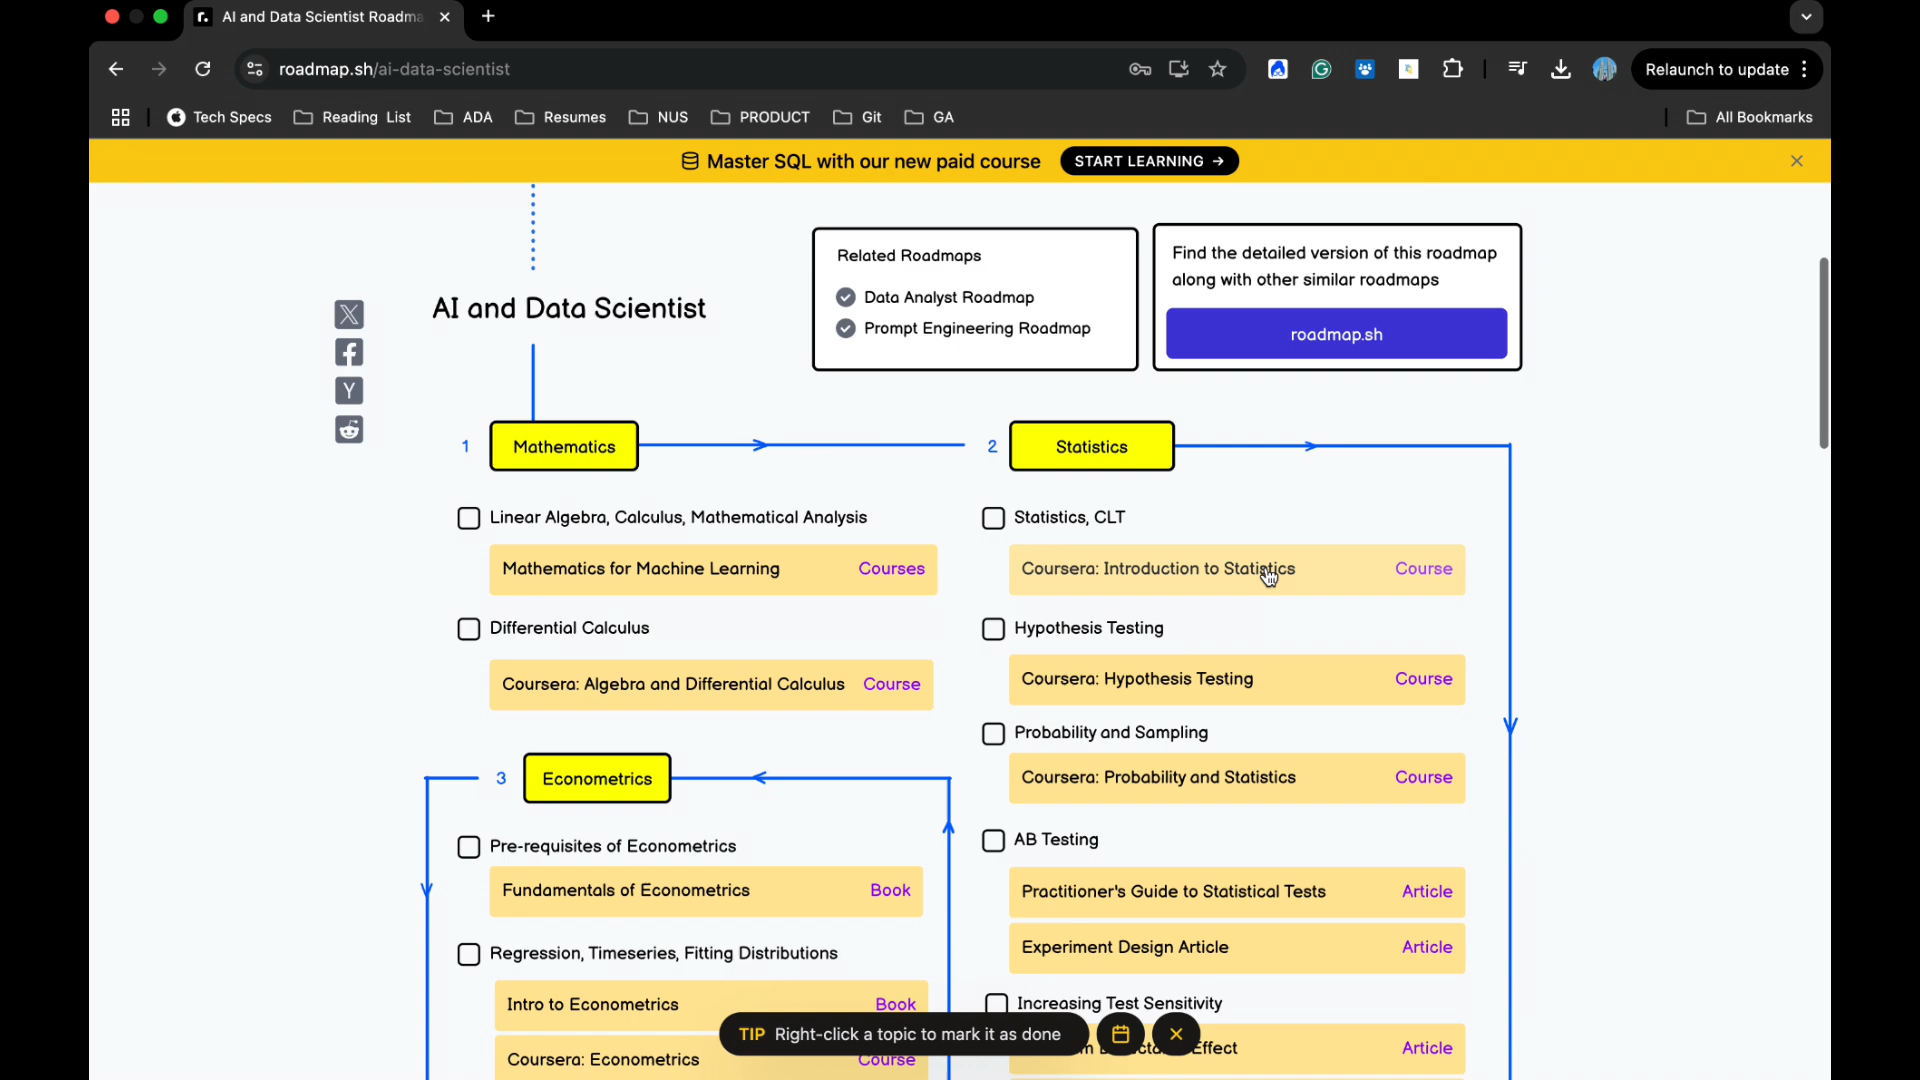 AI and Data Scientist Roadma
roadmap.sh/ai-data-scientist
Relaunch to update
Tech Specs
Reading List
ADA
Resumes
NUS
PRODUCT
Git
GA
All Bookmarks
Master SQL with our new paid course
START LEARNING →
AI and Data Scientist
Related Roadmaps
Data Analyst Roadmap
Prompt Engineering Roadmap
Find the detailed version of this roadmap
along with other similar roadmaps
roadmap.sh
1 Mathematics
Linear Algebra, Calculus, Mathematical Analysis
Mathematics for Machine Learning Courses
Differential Calculus
Coursera: Algebra and Differential Calculus Course
2 Statistics
Statistics, CLT
Coursera: Introduction to Statistics Course
Hypothesis Testing
Coursera: Hypothesis Testing Course
Probability and Sampling
Coursera: Probability and Statistics Course
AB Testing
Practitioner's Guide to Statistical Tests Article
Experiment Design Article Article
Increasing Test Sensitivity
Effect Article
3 Econometrics
Pre-requisites of Econometrics
Fundamentals of Econometrics Book
Regression, Timeseries, Fitting Distributions
Intro to Econometrics Book
Coursera: Econometrics Course
TIP Right-click a topic to mark it as done